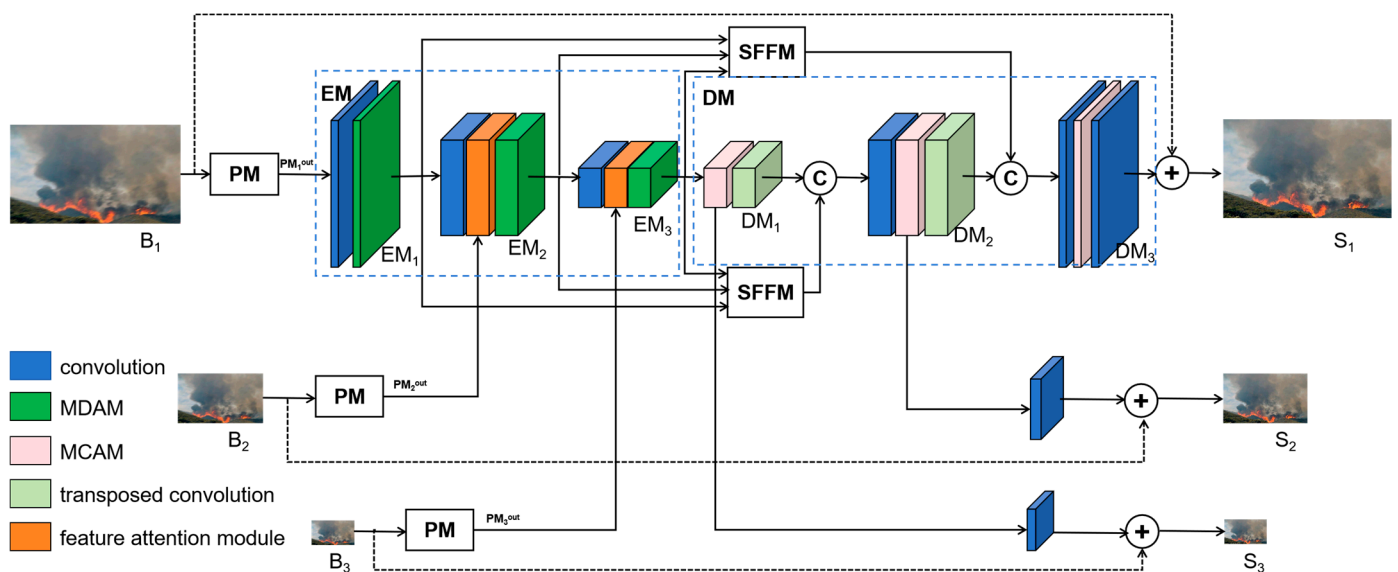 SFFM
EM
DM
PM
PM₁ᵒᵘᵗ
C
C
+
B₁
EM₁
EM₂
EM₃
DM₁
DM₂
DM₃
S₁
SFFM
convolution
MDAM
MCAM
transposed convolution
feature attention module
PM
PM₂ᵒᵘᵗ
+
B₂
S₂
PM
PM₃ᵒᵘᵗ
+
B₃
S₃